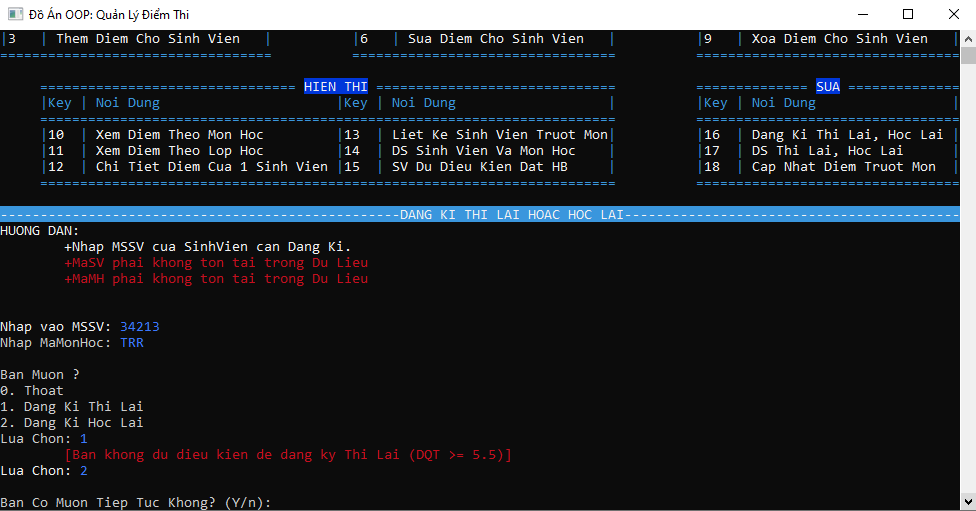 Đồ Án OOP: Quản Lý Điểm Thi
|3 | Them Diem Cho Sinh Vien | |6 | Sua Diem Cho Sinh Vien | |9 | Xoa Diem Cho Sinh Vien |
================================== ================================= =================================
================================ HIEN THI ============================== ============== SUA ==============
|Key | Noi Dung |Key | Noi Dung | |Key | Noi Dung |
======================================================================== =================================
|10 | Xem Diem Theo Mon Hoc |13 | Liet Ke Sinh Vien Truot Mon| |16 | Dang Ki Thi Lai, Hoc Lai |
|11 | Xem Diem Theo Lop Hoc |14 | DS Sinh Vien Va Mon Hoc | |17 | DS Thi Lai, Hoc Lai |
|12 | Chi Tiet Diem Cua 1 Sinh Vien |15 | SV Du Dieu Kien Dat HB | |18 | Cap Nhat Diem Truot Mon |
======================================================================== =================================
--------------------------------------------------DANG KI THI LAI HOAC HOC LAI------------------------------------------
HUONG DAN:
+Nhap MSSV cua SinhVien can Dang Ki.
+MaSV phai khong ton tai trong Du Lieu
+MaMH phai khong ton tai trong Du Lieu
Nhap vao MSSV: 34213
Nhap MaMonHoc: TRR
Ban Muon ?
0. Thoat
1. Dang Ki Thi Lai
2. Dang Ki Hoc Lai
Lua Chon: 1
[Ban khong du dieu kien de dang ky Thi Lai (DQT >= 5.5)]
Lua Chon: 2
Ban Co Muon Tiep Tuc Khong? (Y/n):